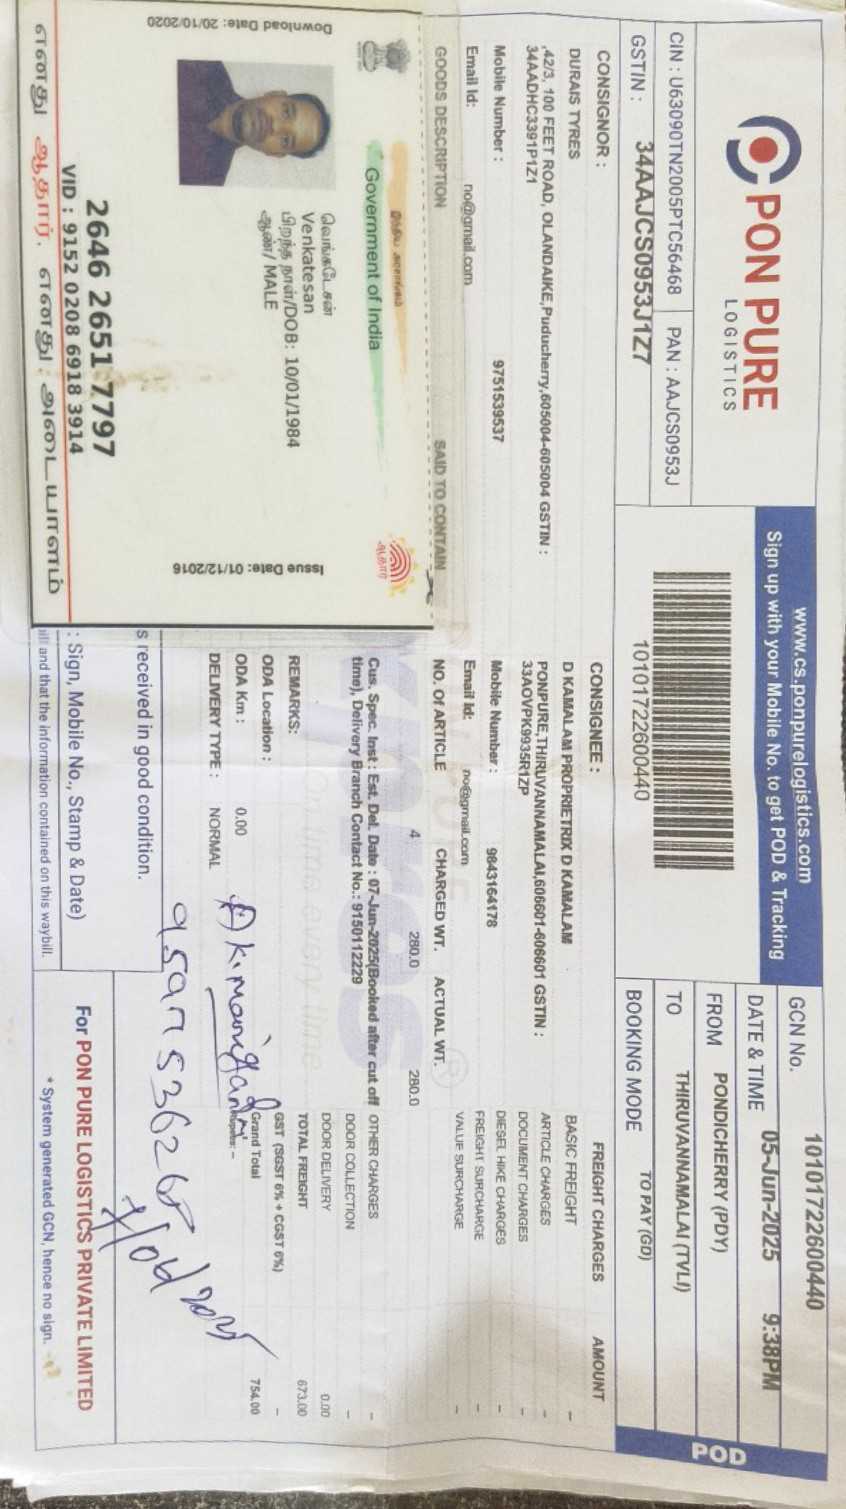 PON PURE
LOGISTICS
CIN : U63090TN2005PTC56468
PAN : AAJCS0953J
GSTIN : 34AAJCS0953J1Z7
www.cs.ponpurelogistics.com
Sign up with your Mobile No. to get POD & Tracking
10101722600440
GCN No. 10101722600440
DATE & TIME 05-Jun-2025 9:38PM
FROM PONDICHERRY (PDY)
TO THIRUVANNAMALAI (TVLI)
BOOKING MODE TO PAY (GD)
POD
CONSIGNOR :
DURAIS TYRES
,42/3, 100 FEET ROAD, OLANDAIKE,Puducherry,605004-605004 GSTIN :
34AADHC3391P1Z1
Mobile Number : 9751539537
Email Id: no@gmail.com
CONSIGNEE :
D KAMALAM PROPRIETRIX D KAMALAM
PONPURE,THIRUVANNAMALAI,606601-606601 GSTIN :
33AOVPK9935R1ZP
Mobile Number : 9843164178
Email Id: no@gmail.com
FREIGHT CHARGES AMOUNT
BASIC FREIGHT –
ARTICLE CHARGES –
DOCUMENT CHARGES –
DIESEL HIKE CHARGES –
FREIGHT SURCHARGE –
VALUE SURCHARGE –
OTHER CHARGES –
DOOR COLLECTION –
DOOR DELIVERY 0.00
TOTAL FREIGHT 673.00
GST (SGST 6% + CGST 6%) –
Grand Total 754.00
Rupees: –
GOODS DESCRIPTION SAID TO CONTAIN NO. Of ARTICLE CHARGED WT. ACTUAL WT.
4 280.0 280.0
Cus. Spec. Inst : Est. Del. Date : 07-Jun-2025(Booked after cut off
time), Delivery Branch Contact No.: 9150112229
On time every time
REMARKS:
ODA Location :
ODA Km : 0.00
DELIVERY TYPE : NORMAL
s received in good condition.
: Sign, Mobile No., Stamp & Date)
bill and that the information contained on this waybill.
For PON PURE LOGISTICS PRIVATE LIMITED
* System generated GCN, hence no sign.
இந்திய அரசாங்கம்
Government of India
ஆதார்
வெங்கடேசன்
Venkatesan
பிறந்த நாள்/DOB: 10/01/1984
ஆண்/ MALE
Download Date: 20/10/2020
Issue Date: 01/12/2016
2646 2651 7797
VID : 9152 0208 6918 3914
எனது ஆதார், எனது அடையாளம்